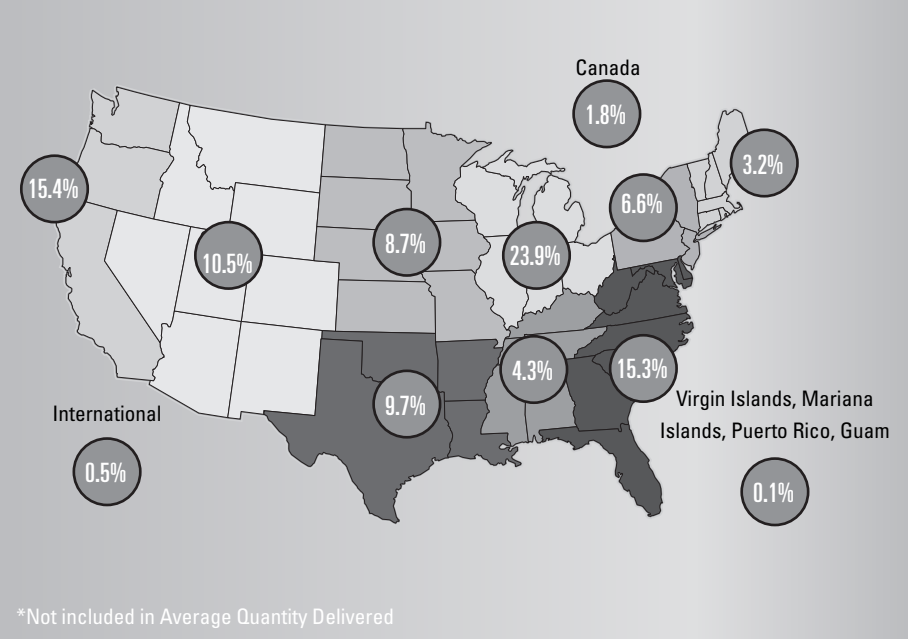 Canada
1.8%
3.2%
15.4%
6.6%
8.7%
10.5%
23.9%
4.3%
15.3%
9.7%
Virgin Islands, Mariana
Islands, Puerto Rico, Guam
0.1%
International
0.5%
*Not included in Average Quantity Delivered